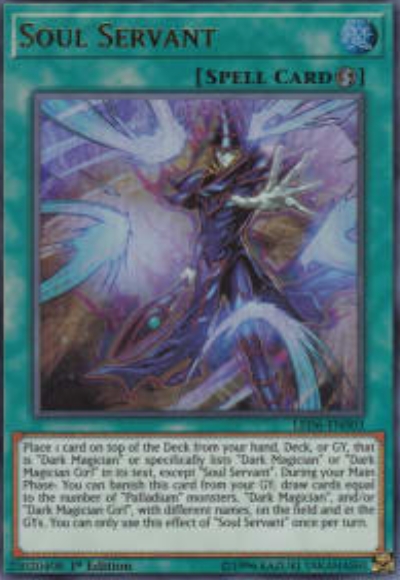 Soul Servant
[Spell Card]
LED6-EN003
Place 1 card on top of the Deck from your hand, Deck, or GY, that
is "Dark Magician" or specifically lists "Dark Magician" or "Dark
Magician Girl" in its text, except "Soul Servant". During your Main
Phase: You can banish this card from your GY; draw cards equal
to the number of "Palladium" monsters, "Dark Magician", and/or
"Dark Magician Girl", with different names, on the field and in the
GYs. You can only use this effect of "Soul Servant" once per turn.
1st Edition
©1996 KAZUKI TAKAHASHI